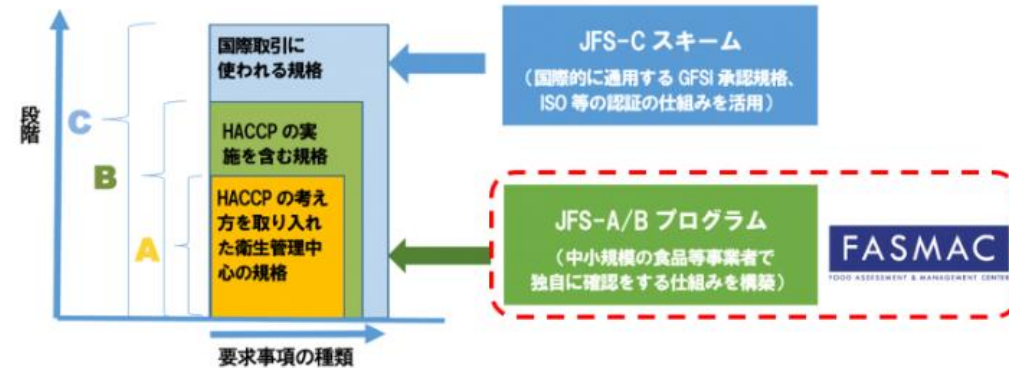 国際取引に
使われる規格
JFS-C スキーム
(国際的に通用する GFSI 承認規格、
ISO 等の認証の仕組みを活用)
段階
C
B
A
HACCP の実
施を含む規格
HACCP の考え
方を取り入れ
た衛生管理中
心の規格
JFS-A/B プログラム
(中小規模の食品等事業者で
独自に確認をする仕組みを構築)
FASMAC
FOOD ASSESSMENT & MANAGEMENT CENTER
要求事項の種類